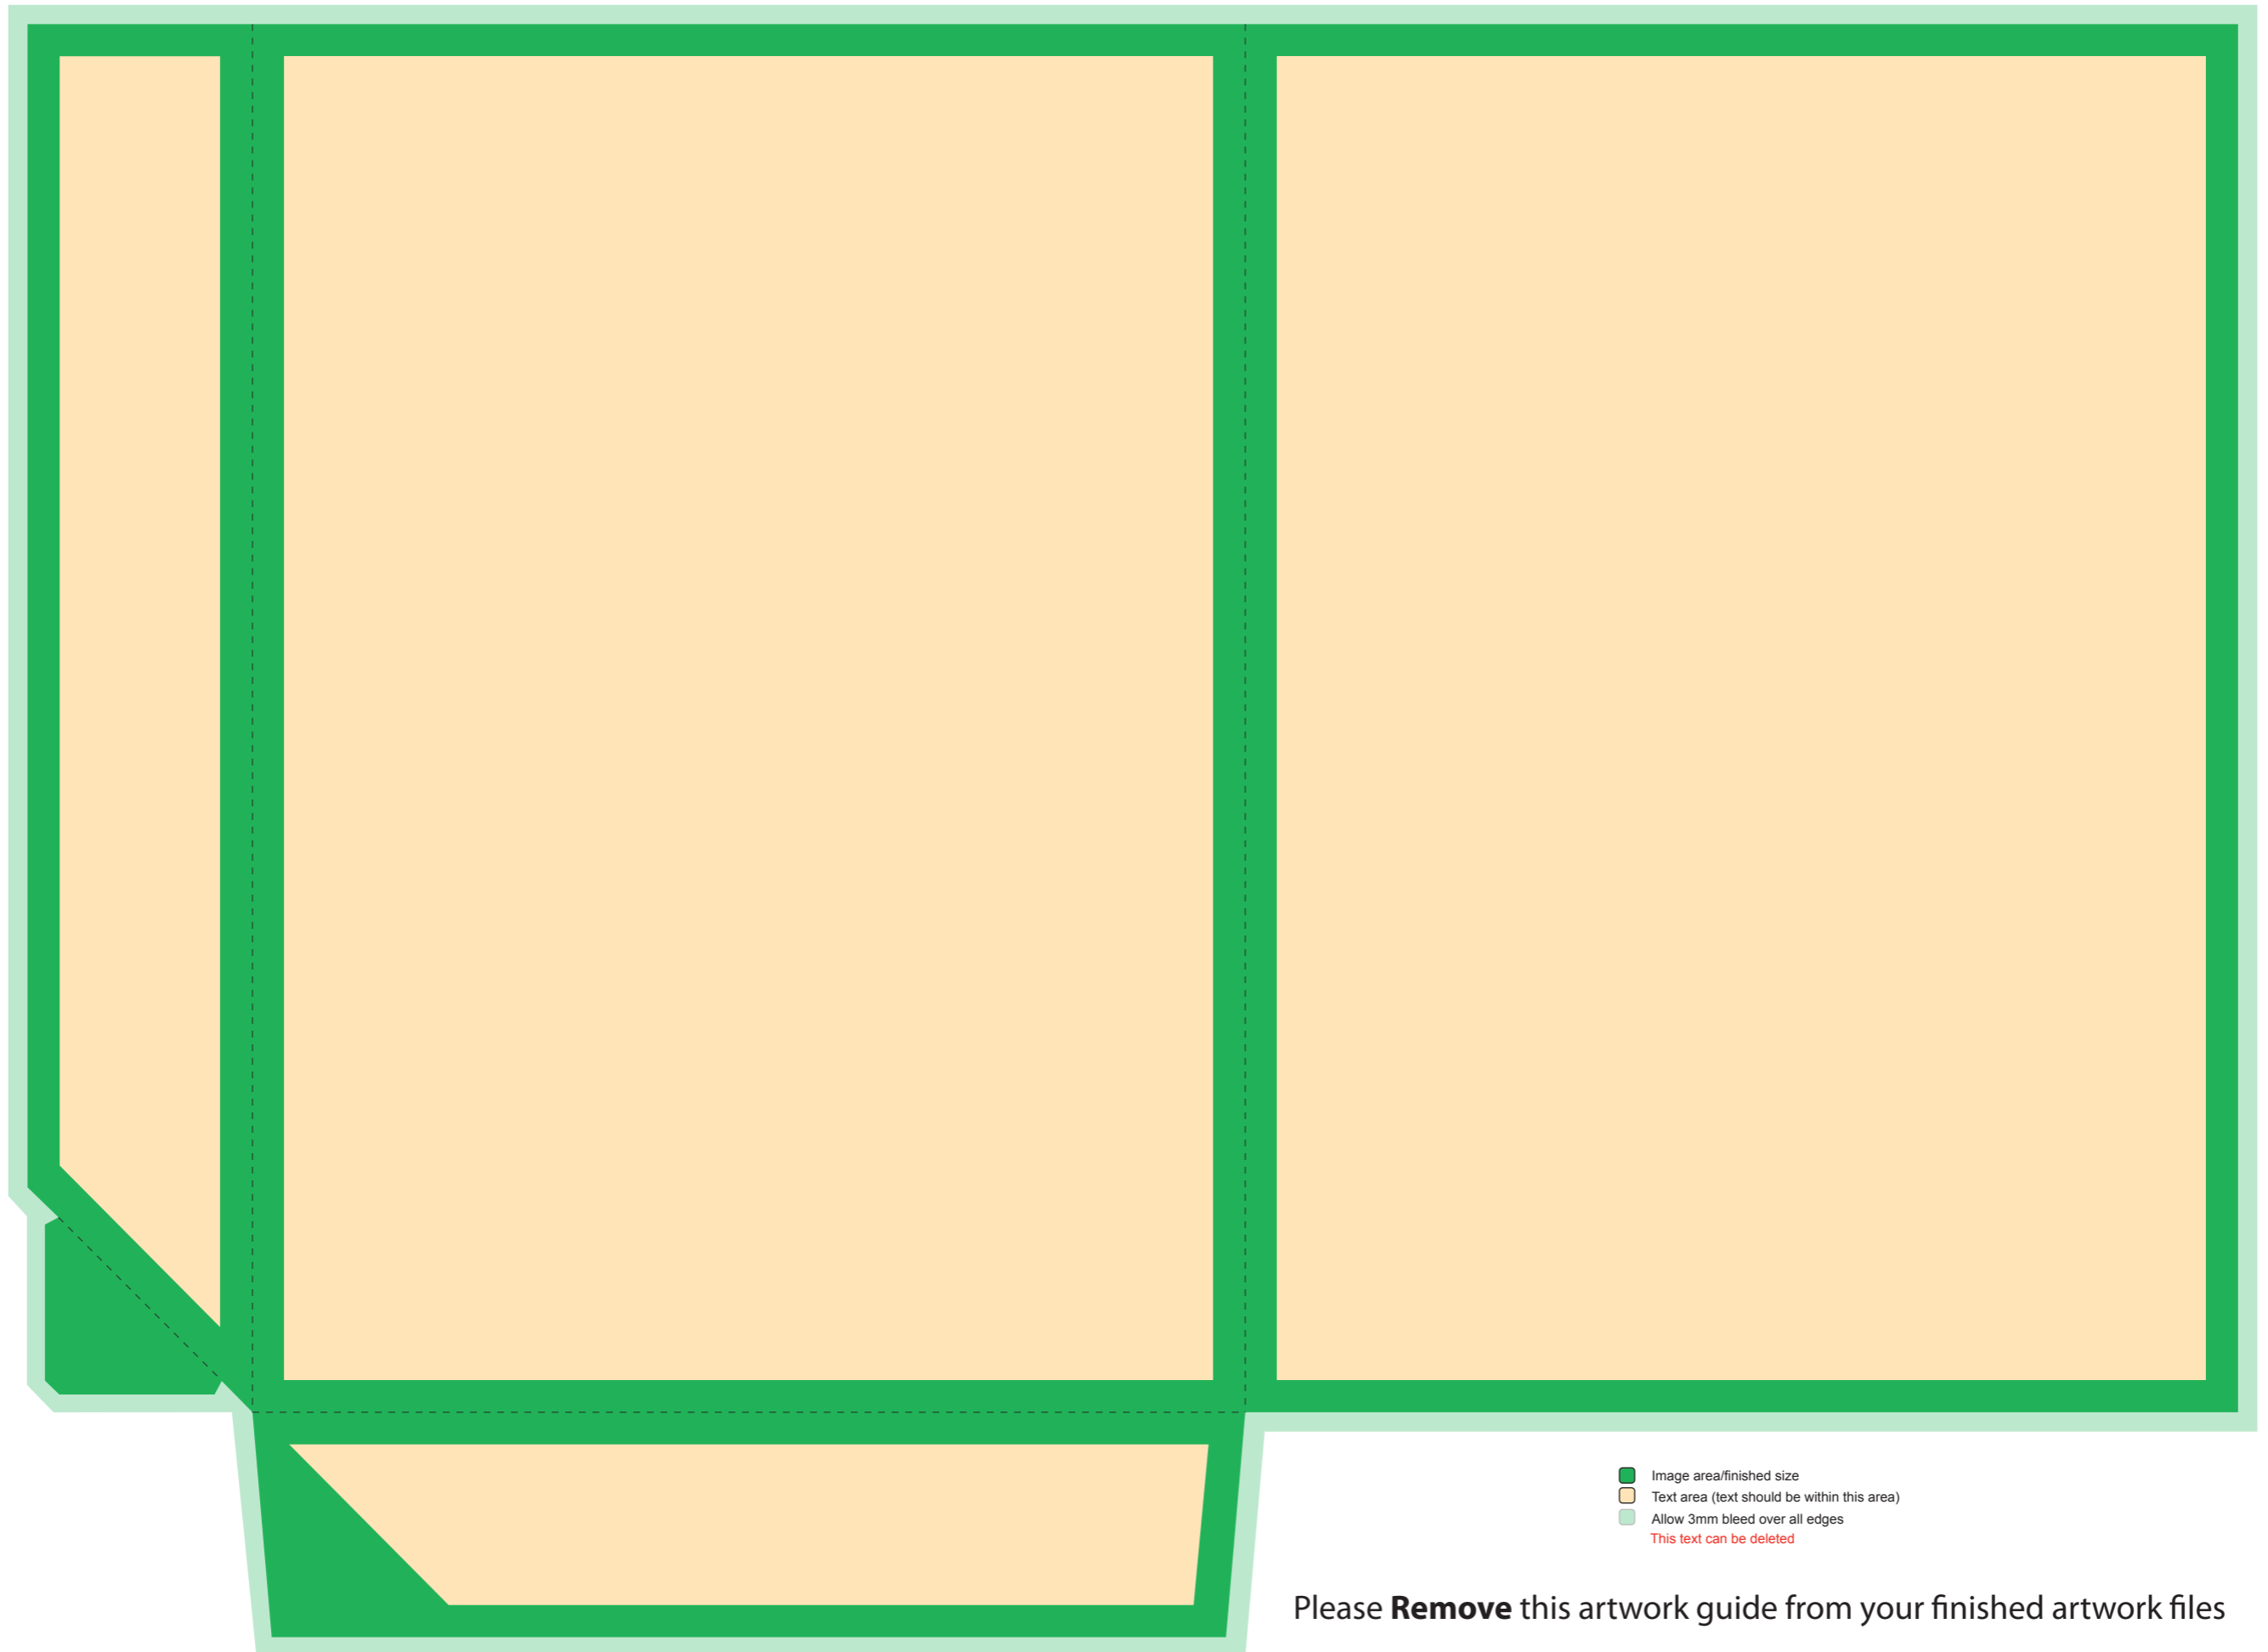 Image area/finished size
Text area (text should be within this area)
Allow 3mm bleed over all edges
This text can be deleted
Please Remove this artwork guide from your finished artwork files